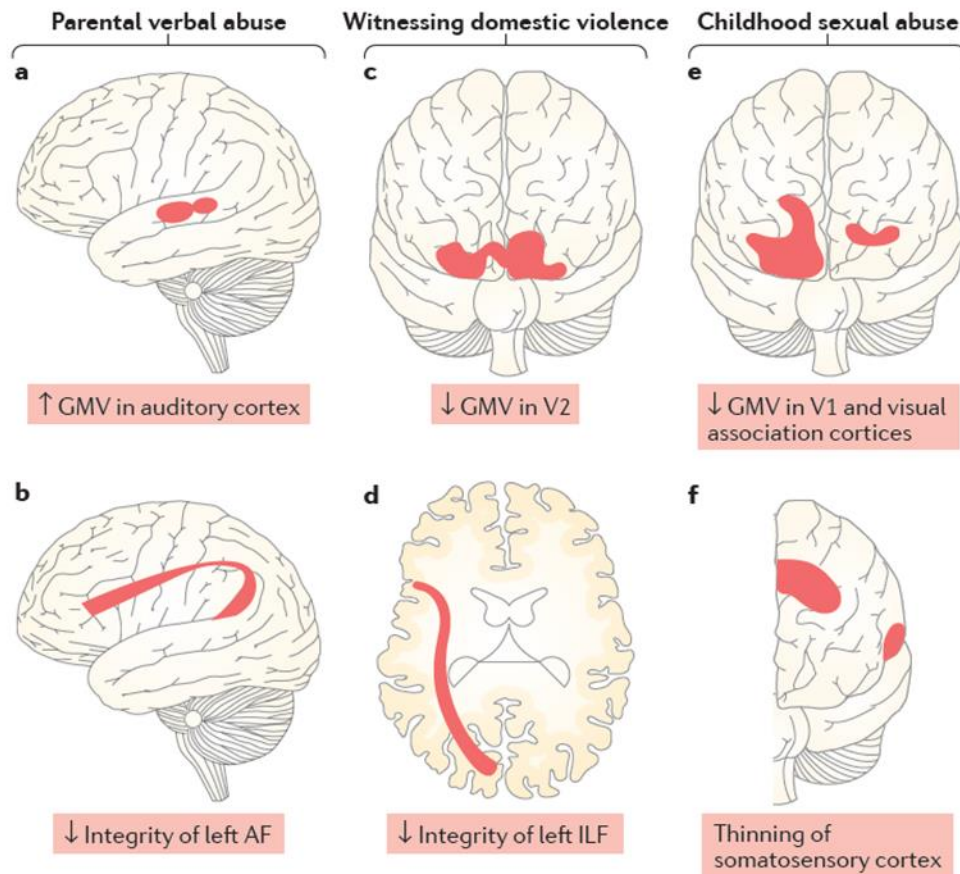 Parental verbal abuse
Witnessing domestic violence
Childhood sexual abuse
a
c
e
↑ GMV in auditory cortex
↓ GMV in V2
↓ GMV in V1 and visual
association cortices
b
d
f
↓ Integrity of left AF
↓ Integrity of left ILF
Thinning of
somatosensory cortex